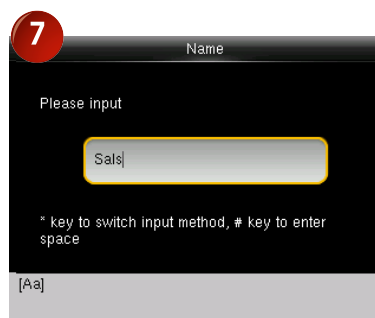 7
Name
Please input
Sals
* key to switch input method, # key to enter
space
[Aa]